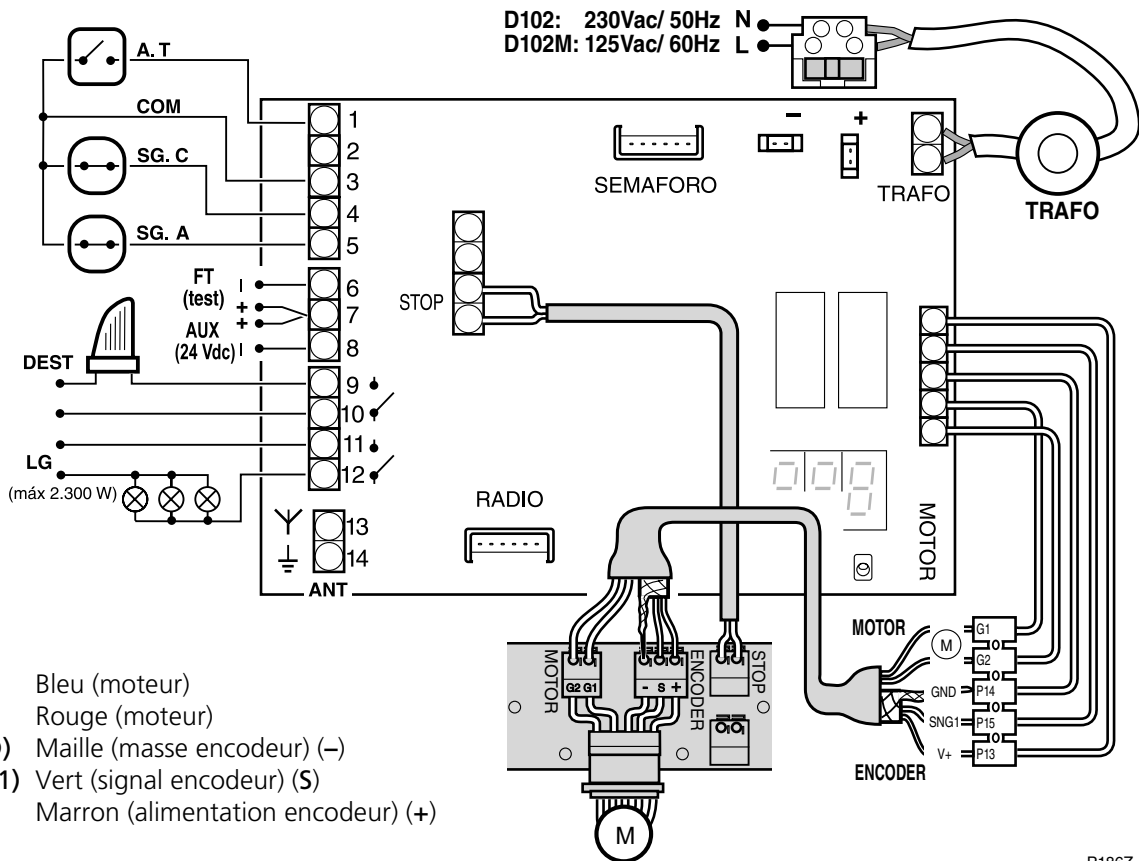 D102: 230Vac/ 50Hz N
D102M: 125Vac/ 60Hz L
A. T
COM
SG. C
SG. A
FT
(test)
AUX
(24 Vdc)
DEST
LG
(máx 2.300 W)
1
2
3
4
5
6
7
8
9
10
11
12
13
14
ANT
I
+
+
I
SEMAFORO
-
+
TRAFO
TRAFO
STOP
RADIO
MOTOR
MOTOR
G2 G1
ENCODER
- S +
STOP
M
MOTOR
M
G1
G2
GND P14
SNG1 P15
V+ P13
ENCODER
Bleu (moteur)
Rouge (moteur)
) Maille (masse encodeur) (–)
1) Vert (signal encodeur) (S)
Marron (alimentation encodeur) (+)